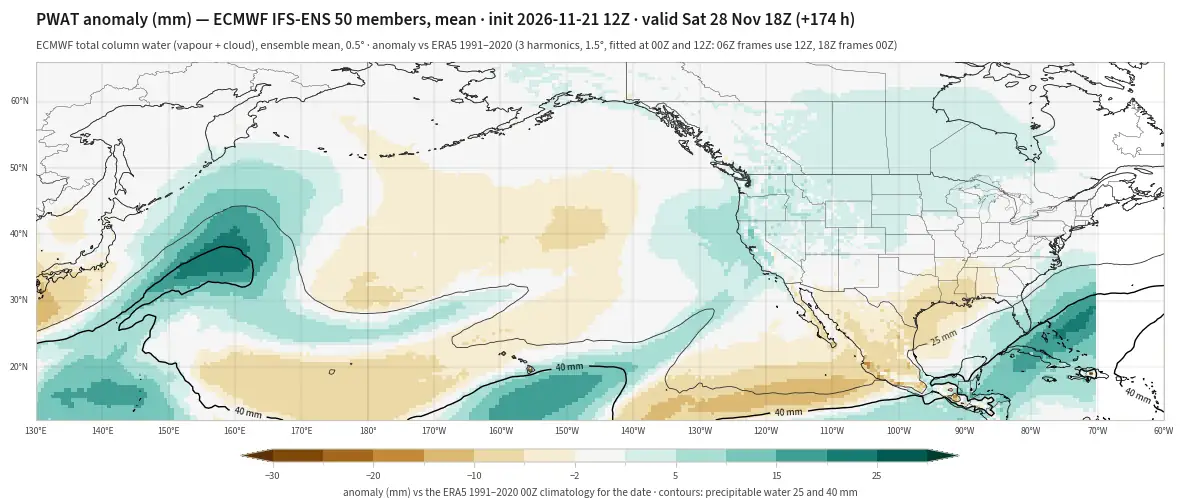 PWAT anomaly (mm) — ECMWF IFS-ENS 50 members, mean · init 2026-11-21 12Z · valid Sat 28 Nov 18Z (+174 h)
ECMWF total column water (vapour + cloud), ensemble mean, 0.5° · anomaly vs ERA5 1991–2020 (3 harmonics, 1.5°, fitted at 00Z and 12Z: 06Z frames use 12Z, 18Z frames 00Z)
60°N
50°N
40°N
30°N
20°N
25 mm
40 mm
40 mm
40 mm
40 mm
130°E 140°E 150°E 160°E 170°E 180° 170°W 160°W 150°W 140°W 130°W 120°W 110°W 100°W 90°W 80°W 70°W 60°W
−30 −20 −10 −2 5 15 25
anomaly (mm) vs the ERA5 1991–2020 00Z climatology for the date · contours: precipitable water 25 and 40 mm